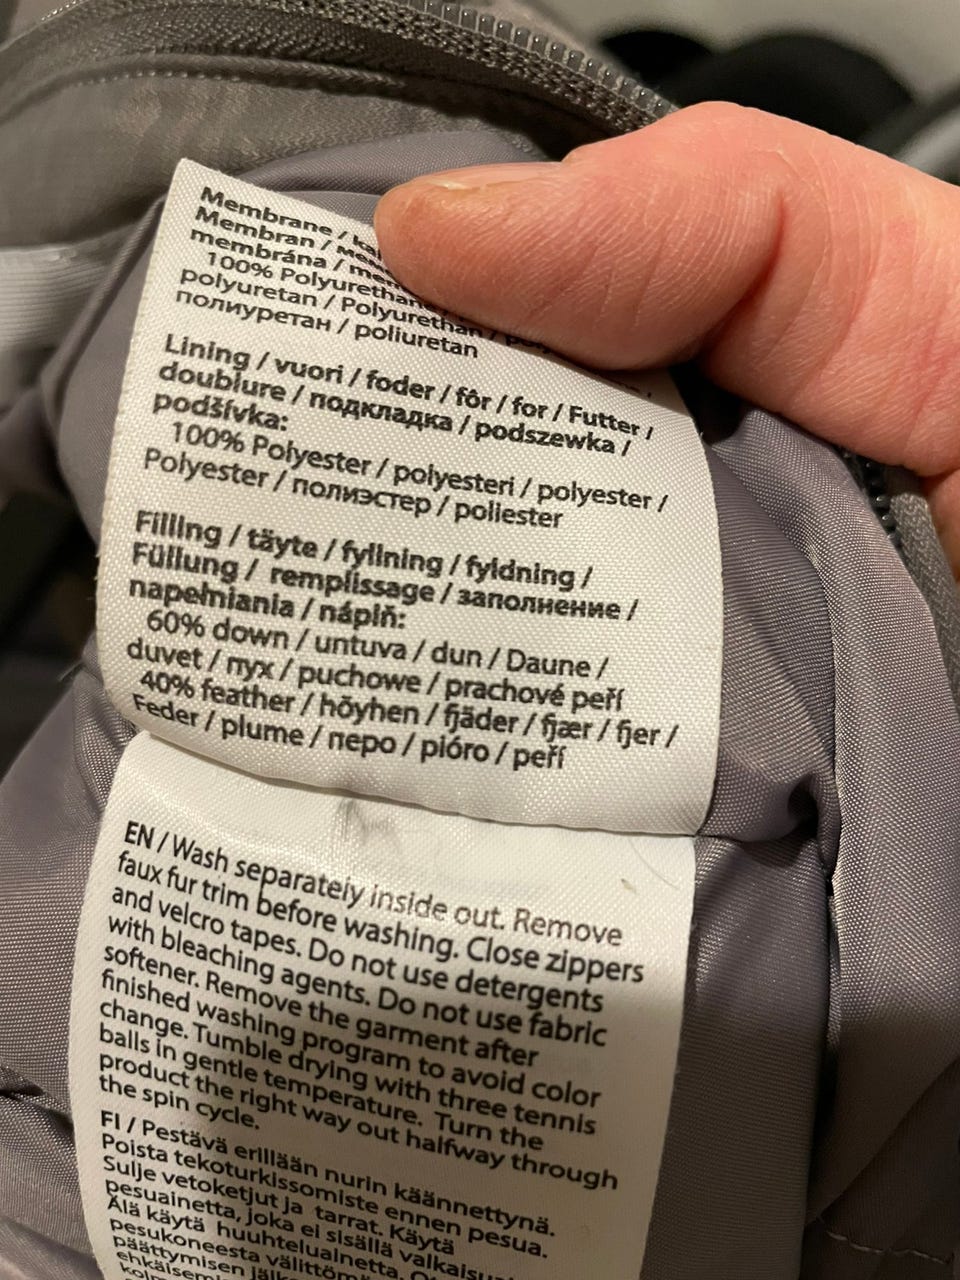 Membrane /
Membran /
membrána /
100% Polyurethane
polyuretan / Polyurethan /
полиуретан / poliuretan
Lining / vuori / foder / fôr / for / Futter /
doublure / подкладка / podszewka /
podšívka:
100% Polyester / polyesteri / polyester /
Polyester / полиэстер / poliester
Filling / täyte / fyllning / fyldning /
Füllung / remplissage / заполнение /
napełniania / náplň:
60% down / untuva / dun / Daune /
duvet / пух / puchowe / prachové peří
40% feather / höyhen / fjäder / fjær / fjer /
Feder / plume / перо / pióro / peří
EN / Wash separately inside out. Remove
faux fur trim before washing. Close zippers
and velcro tapes. Do not use detergents
with bleaching agents. Do not use fabric
softener. Remove the garment after
finished washing program to avoid color
change. Tumble drying with three tennis
balls in gentle temperature. Turn the
product the right way out halfway through
the spin cycle.
FI / Pestävä erillään nurin käännettynä.
Poista tekoturkissomiste ennen pesua.
Sulje vetoketjut ja tarrat. Käytä
pesuainetta, joka ei sisällä
Älä käytä huuhteluainetta.
pesukoneesta
päättymisen